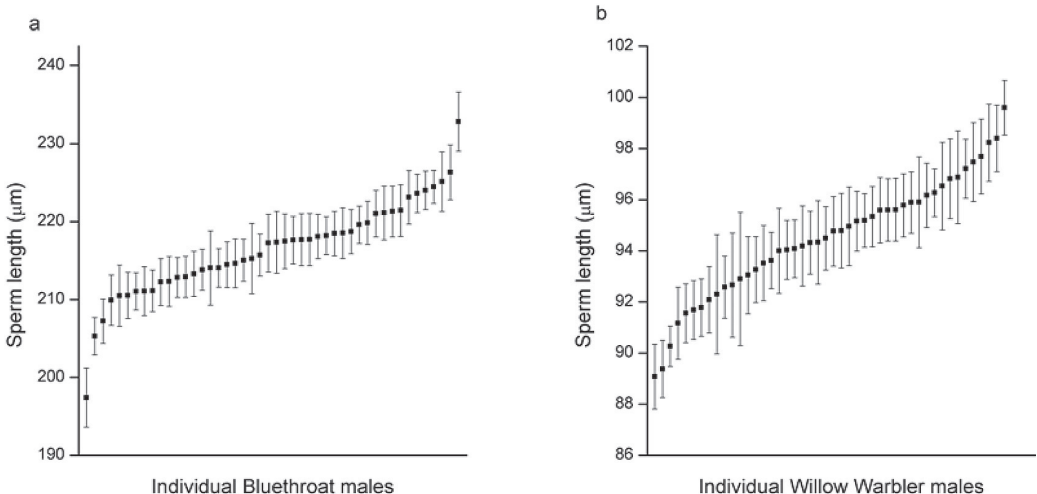 a
240
230
220
210
200
190
Sperm length (μm)
Individual Bluethroat males
b
102
100
98
96
94
92
90
88
86
Sperm length (μm)
Individual Willow Warbler males